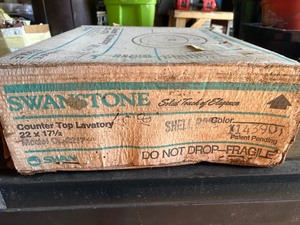 SWANSTONE
Solid Touch of Elegance
Counter Top Lavatory
22 x 17½
SHELL Color
Patent Pending
SWAN
DO NOT DROP–FRAGILE